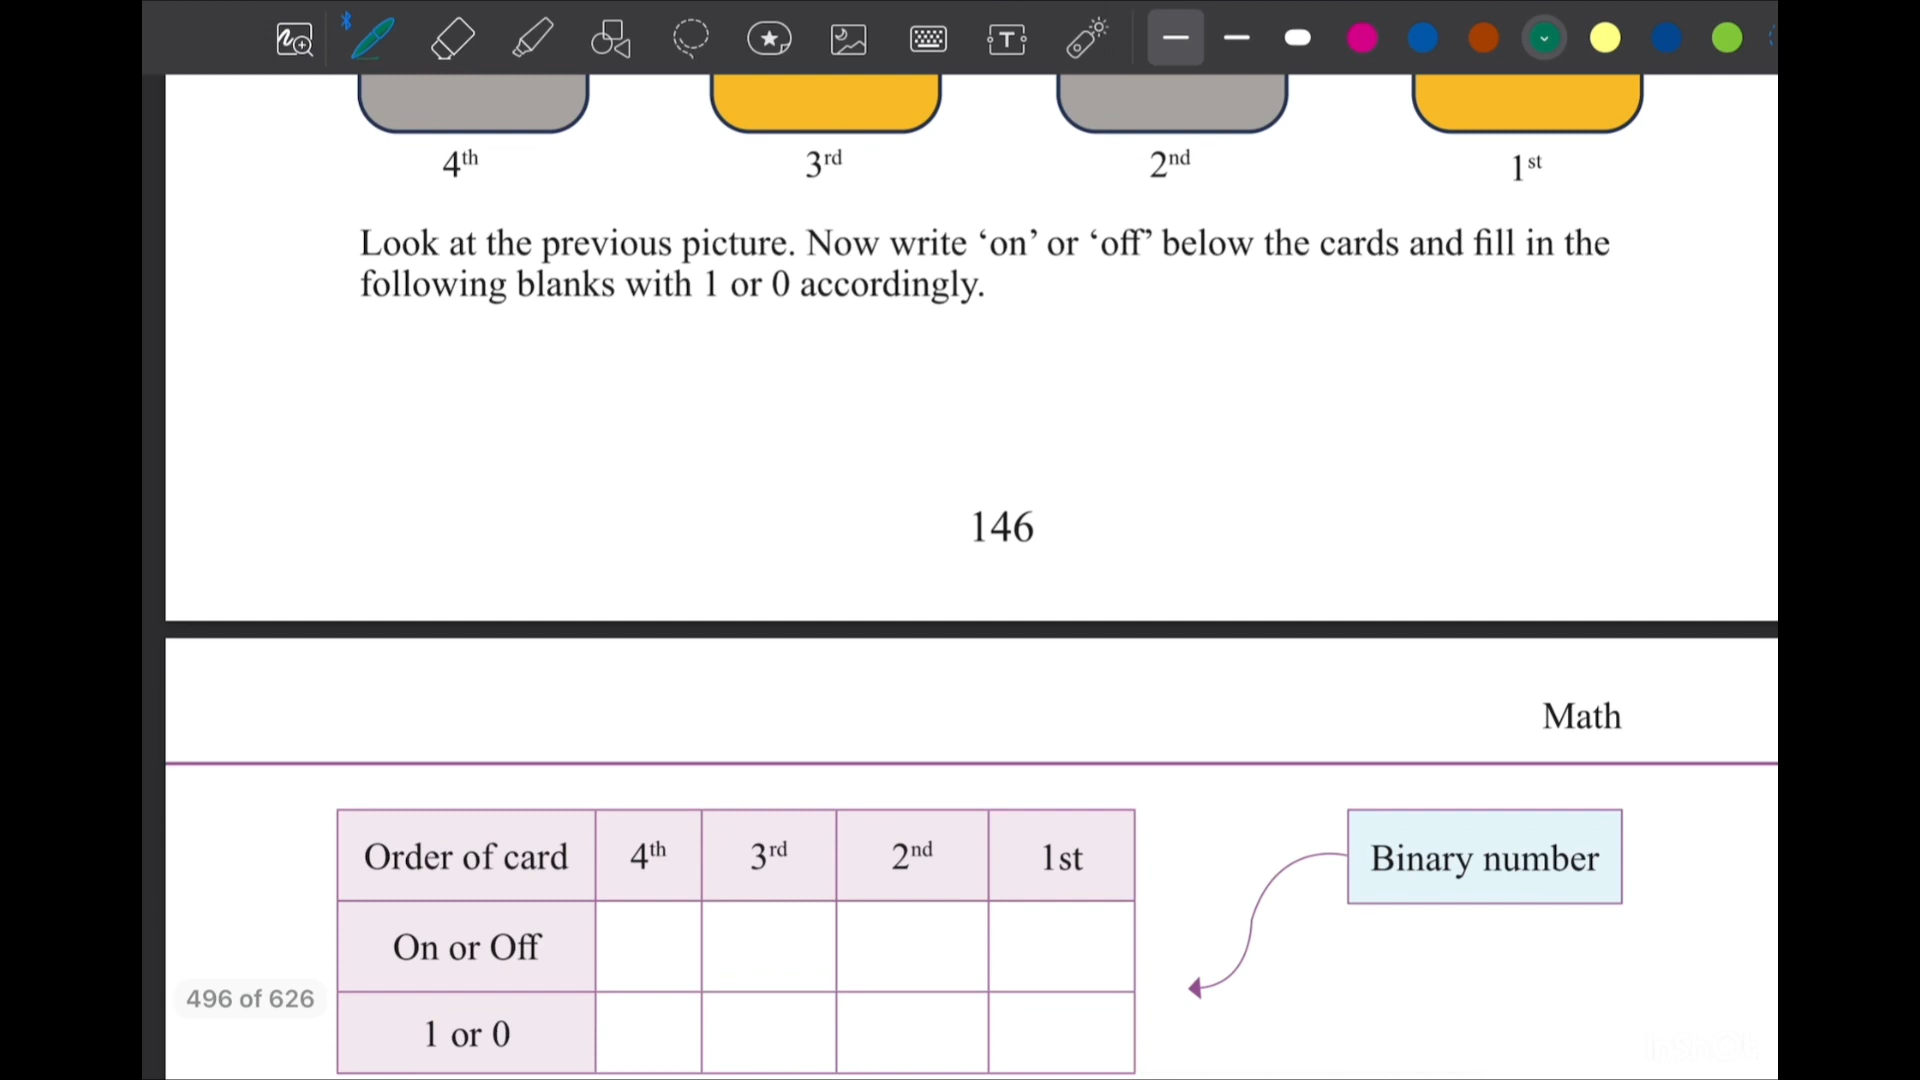 4th 3rd 2nd 1st
Look at the previous picture. Now write ‘on’ or ‘off’ below the cards and fill in the
following blanks with 1 or 0 accordingly.
146
Math
Order of card 4th 3rd 2nd 1st
Binary number
On or Off
496 of 626
1 or 0